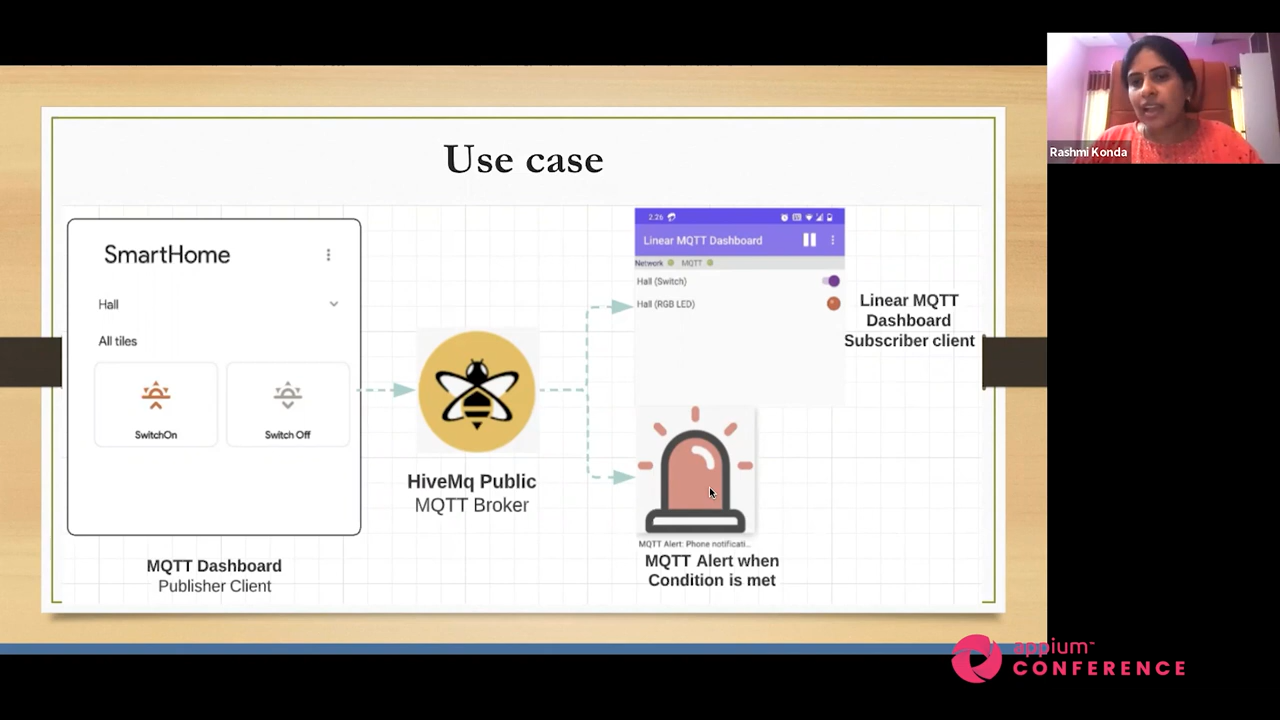 Use case
SmartHome
Hall
All tiles
SwitchOn
Switch Off
MQTT Dashboard
Publisher Client
HiveMq Public
MQTT Broker
2:26
Linear MQTT Dashboard
Network MQTT
Hall (Switch)
Hall (RGB LED)
Linear MQTT
Dashboard
Subscriber client
MQTT Alert: Phone notificati...
MQTT Alert when
Condition is met
Rashmi Konda
appium
CONFERENCE